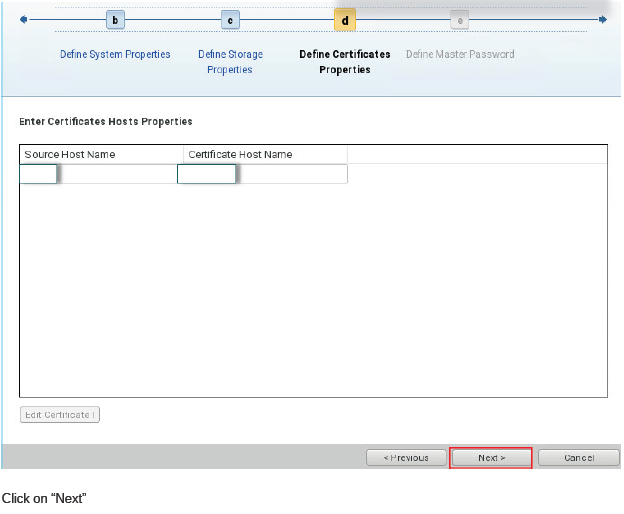 b c d e
Define System Properties Define Storage Define Certificates Define Master Password
Properties Properties
Enter Certificates Hosts Properties
Source Host Name Certificate Host Name
Edit Certificate
< Previous Next > Cancel
Click on “Next”